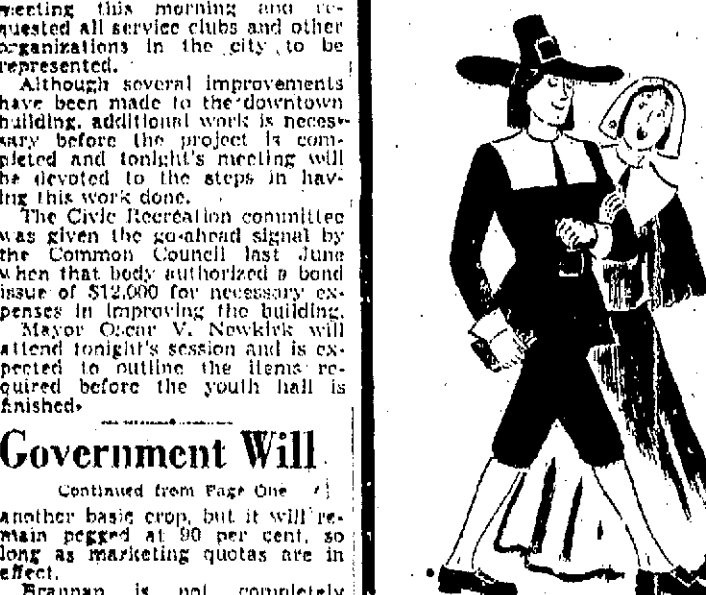 meeting this morning and re-
quested all service clubs and other
organizations in the city to be
represented.
Although several improvements
have been made to the downtown
building, additional work is neces-
sary before the project is com-
pleted and tonight's meeting will
be devoted to the steps in hav-
ing this work done.
The Civic Recreation committee
was given the go-ahead signal by
the Common Council last June
when that body authorized a bond
issue of $12,000 for necessary ex-
penses in improving the building.
Mayor Oscar V. Newkirk will
attend tonight's session and is ex-
pected to outline the items re-
quired before the youth hall is
finished.
Government Will
Continued from Page One
another basic crop, but it will re-
main pegged at 90 per cent, so
long as marketing quotas are in
effect.
Brannan is not completely